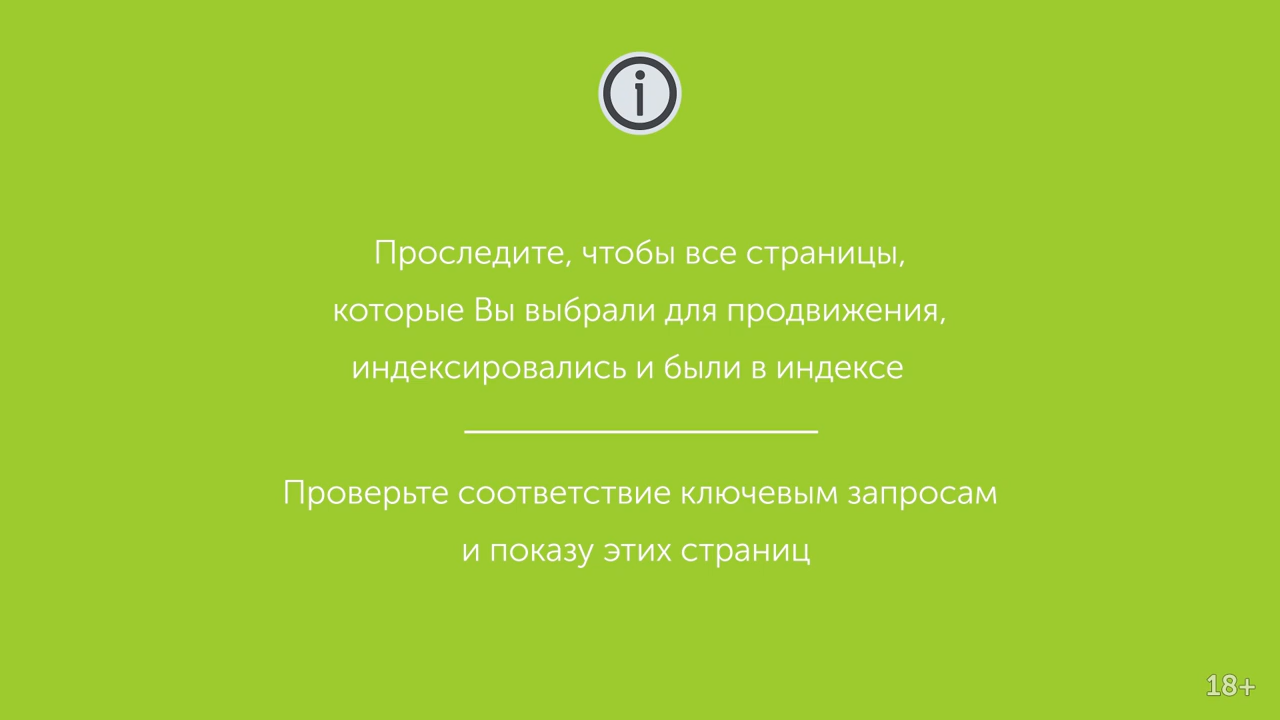 i
Проследите, чтобы все страницы,
которые Вы выбрали для продвижения,
индексировались и были в индексе
Проверьте соответствие ключевым запросам
и показу этих страниц
18+